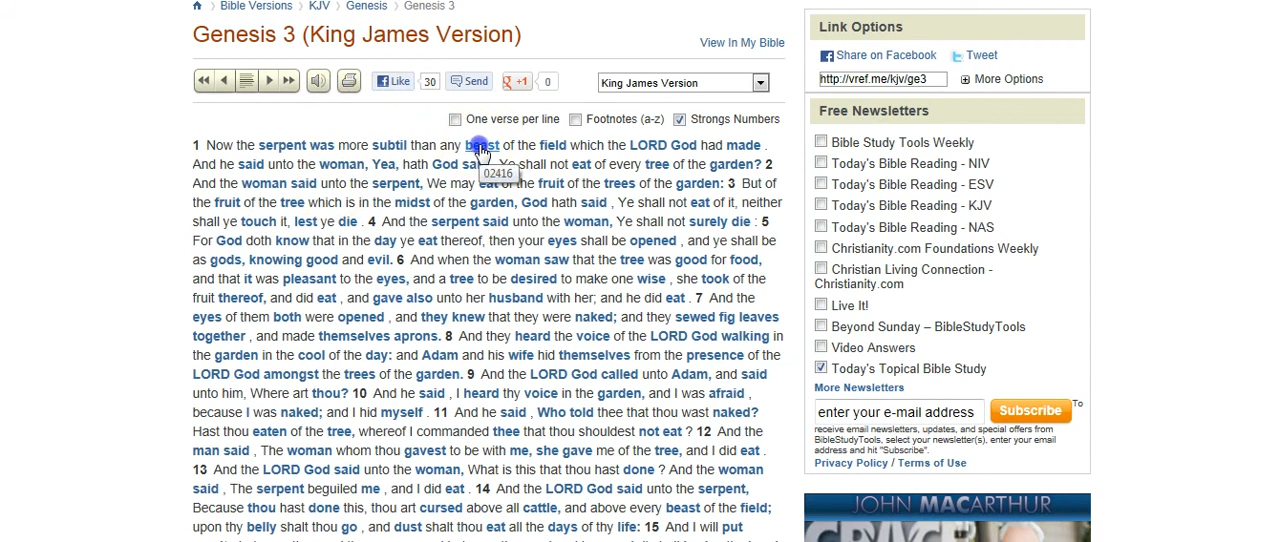 Bible Versions > KJV > Genesis > Genesis 3
Genesis 3 (King James Version)
View In My Bible
Like 30 Send +1 0 King James Version
One verse per line Footnotes (a-z) Strongs Numbers
1 Now the serpent was more subtil than any beast of the field which the LORD God had made .
And he said unto the woman, Yea, hath God Ye shall not eat of every tree of the garden? 2
02416
And the woman said unto the serpent, We may eat of the fruit of the trees of the garden: 3 But of
the fruit of the tree which is in the midst of the garden, God hath said , Ye shall not eat of it, neither
shall ye touch it, lest ye die . 4 And the serpent said unto the woman, Ye shall not surely die : 5
For God doth know that in the day ye eat thereof, then your eyes shall be opened , and ye shall be
as gods, knowing good and evil. 6 And when the woman saw that the tree was good for food,
and that it was pleasant to the eyes, and a tree to be desired to make one wise , she took of the
fruit thereof, and did eat , and gave also unto her husband with her; and he did eat . 7 And the
eyes of them both were opened , and they knew that they were naked; and they sewed fig leaves
together , and made themselves aprons. 8 And they heard the voice of the LORD God walking in
the garden in the cool of the day: and Adam and his wife hid themselves from the presence of the
LORD God amongst the trees of the garden. 9 And the LORD God called unto Adam, and said
unto him, Where art thou? 10 And he said , I heard thy voice in the garden, and I was afraid ,
because I was naked; and I hid myself . 11 And he said , Who told thee that thou wast naked?
Hast thou eaten of the tree, whereof I commanded thee that thou shouldest not eat ? 12 And the
man said , The woman whom thou gavest to be with me, she gave me of the tree, and I did eat .
13 And the LORD God said unto the woman, What is this that thou hast done ? And the woman
said , The serpent beguiled me , and I did eat . 14 And the LORD God said unto the serpent,
Because thou hast done this, thou art cursed above all cattle, and above every beast of the field;
upon thy belly shalt thou go , and dust shalt thou eat all the days of thy life: 15 And I will put
Link Options
Share on Facebook Tweet
http://vref.me/kjv/ge3 More Options
Free Newsletters
Bible Study Tools Weekly
Today's Bible Reading - NIV
Today's Bible Reading - ESV
Today's Bible Reading - KJV
Today's Bible Reading - NAS
Christianity.com Foundations Weekly
Christian Living Connection -
Christianity.com
Live It!
Beyond Sunday – BibleStudyTools
Video Answers
Today's Topical Bible Study
More Newsletters
enter your e-mail address Subscribe To
receive email newsletters, updates, and special offers from
BibleStudyTools, select your newsletter(s), enter your email
address and hit "Subscribe".
Privacy Policy / Terms of Use
JOHN MACARTHUR